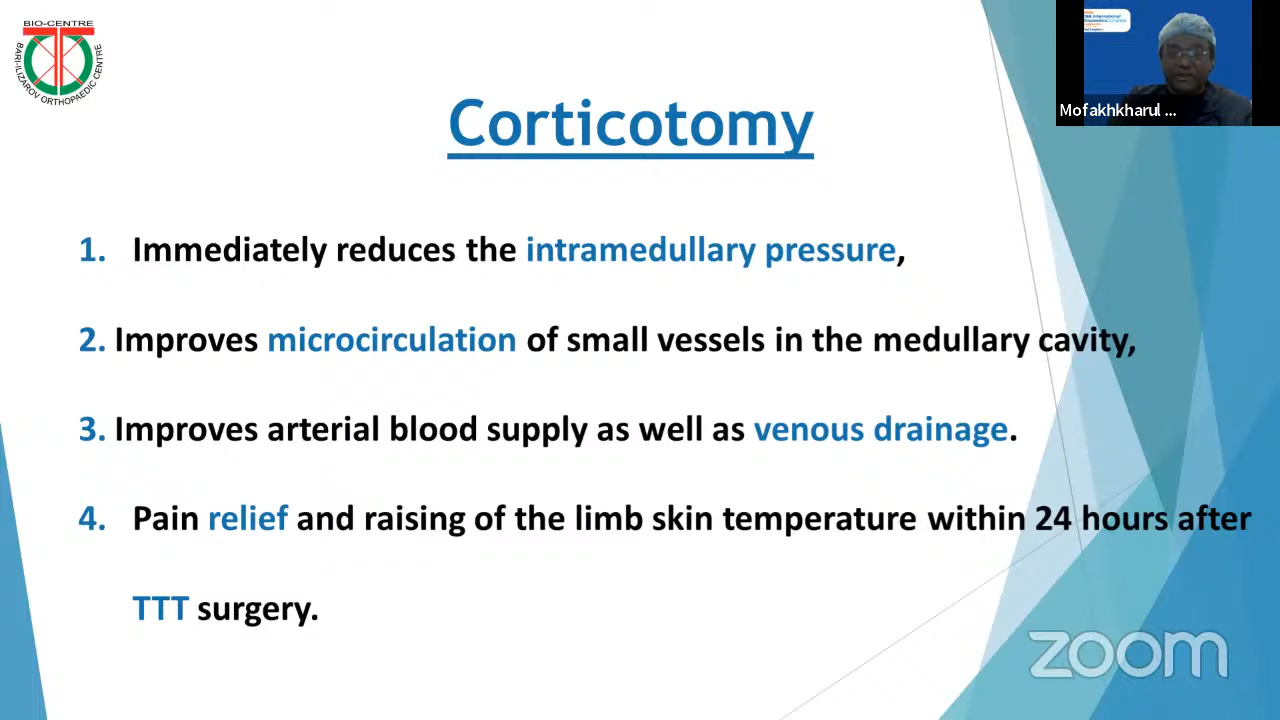 BIO-CENTRE
BARI-ILIZAROV ORTHOPAEDIC CENTRE
Mofakhkharul ...
Corticotomy
1. Immediately reduces the intramedullary pressure,
2. Improves microcirculation of small vessels in the medullary cavity,
3. Improves arterial blood supply as well as venous drainage.
4. Pain relief and raising of the limb skin temperature within 24 hours after
TTT surgery.
zoom